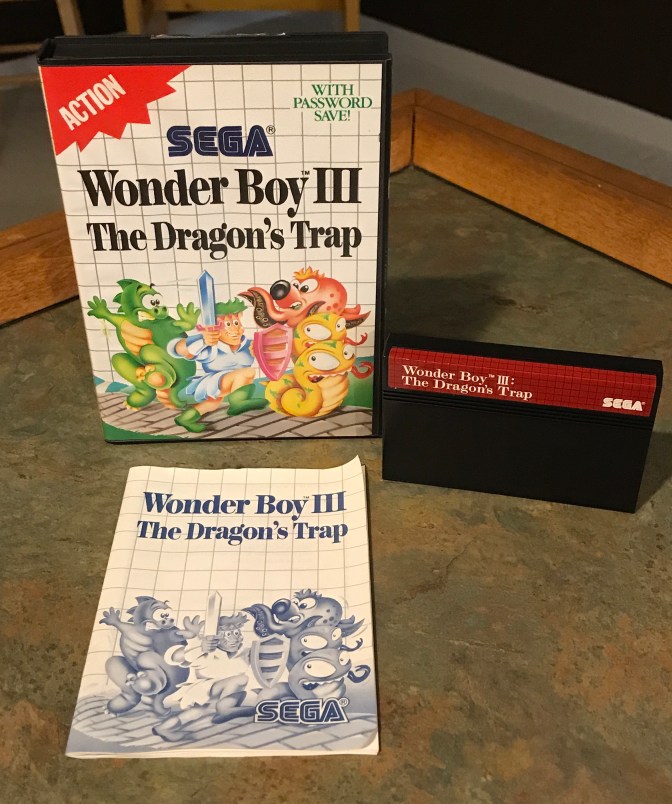 ACTION
WITH
PASSWORD
SAVE!
SEGA®
Wonder Boy™ III
The Dragon's Trap
Wonder Boy™ III:
The Dragon's Trap
SEGA®
Wonder Boy™ III
The Dragon's Trap
SEGA®